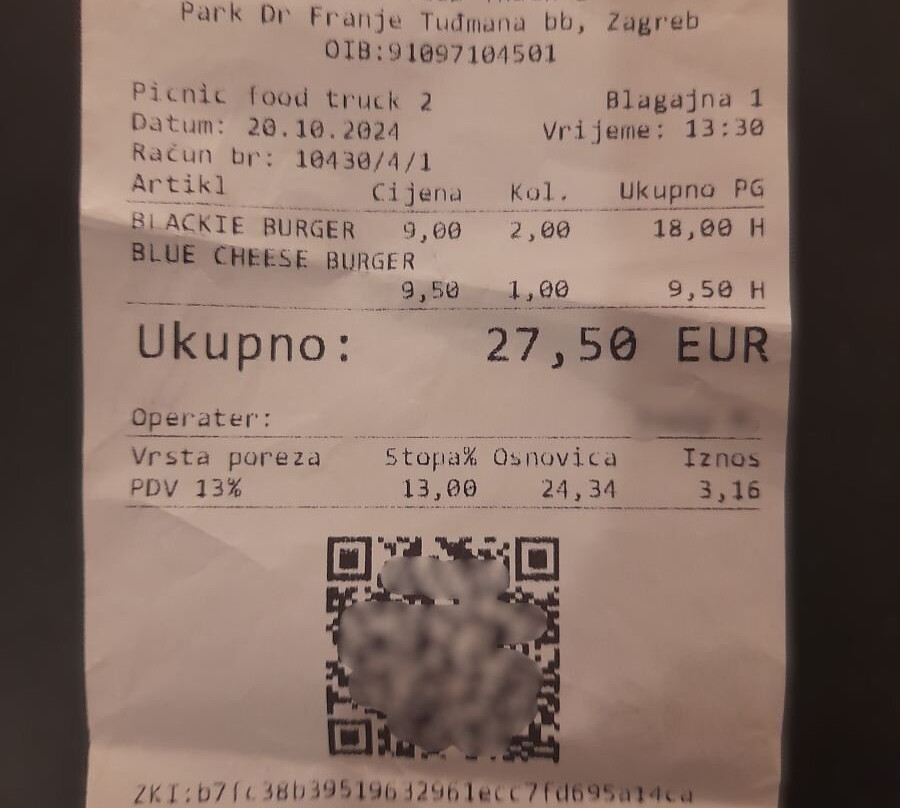 Park Dr Franje Tuđmana bb, Zagreb
OIB:91097104501
Picnic food truck 2 Blagajna 1
Datum: 20.10.2024 Vrijeme: 13:30
Račun br: 10430/4/1
Artikl Cijena Kol. Ukupno PG
BLACKIE BURGER 9,00 2,00 18,00 H
BLUE CHEESE BURGER
9,50 1,00 9,50 H
Ukupno: 27,50 EUR
Operater:
Vrsta poreza Stopa% Osnovica Iznos
PDV 13% 13,00 24,34 3,16
ZKI:b7fc38b39519632961ecc7fd695a14ca